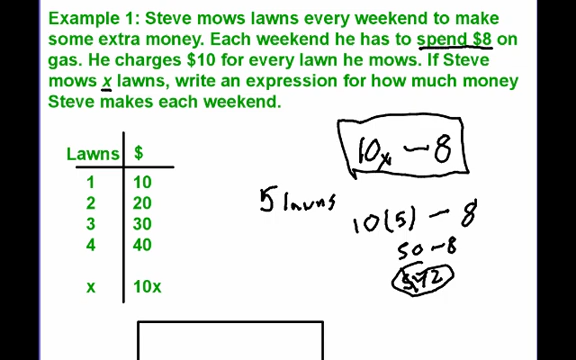 Example 1: Steve mows lawns every weekend to make
some extra money. Each weekend he has to spend $8 on
gas. He charges $10 for every lawn he mows. If Steve
mows x lawns, write an expression for how much money
Steve makes each weekend.
10x - 8
Lawns $
1 10
2 20
3 30
4 40
x 10x
5 lawns
10(5) - 8
50 - 8
$42